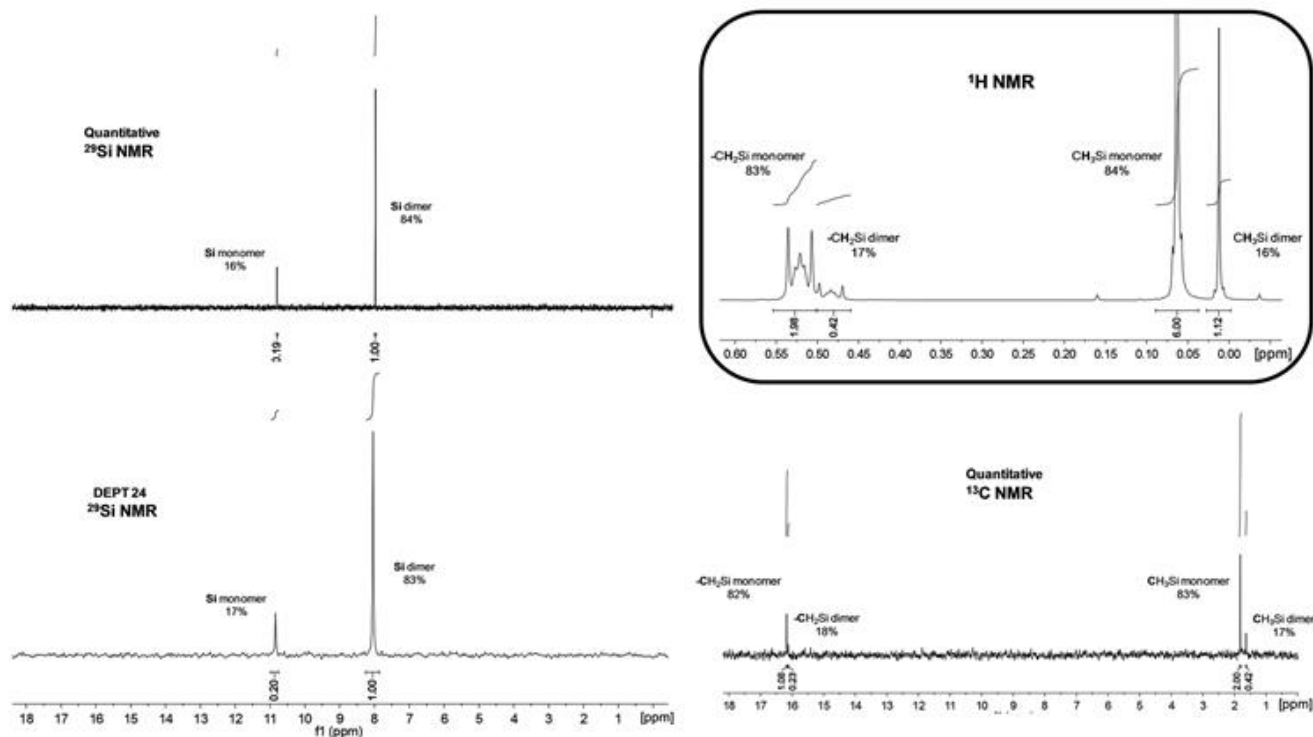 Quantitative
²⁹Si NMR
Si monomer
16%
Si dimer
84%
0.19
1.00
DEPT 24
²⁹Si NMR
Si monomer
17%
Si dimer
83%
0.20
1.00
18 17 16 15 14 13 12 11 10 9 8 7 6 5 4 3 2 1 [ppm]
f1 (ppm)
¹H NMR
-CH₂Si monomer
83%
-CH₂Si dimer
17%
CH₃Si monomer
84%
CH₃Si dimer
16%
1.98
0.42
6.00
1.12
0.60 0.55 0.50 0.45 0.40 0.35 0.30 0.25 0.20 0.15 0.10 0.05 0.00 [ppm]
Quantitative
¹³C NMR
-CH₂Si monomer
82%
-CH₂Si dimer
18%
CH₃Si monomer
83%
CH₃Si dimer
17%
0.23
2.00
0.42
18 17 16 15 14 13 12 11 10 9 8 7 6 5 4 3 2 1 [ppm]